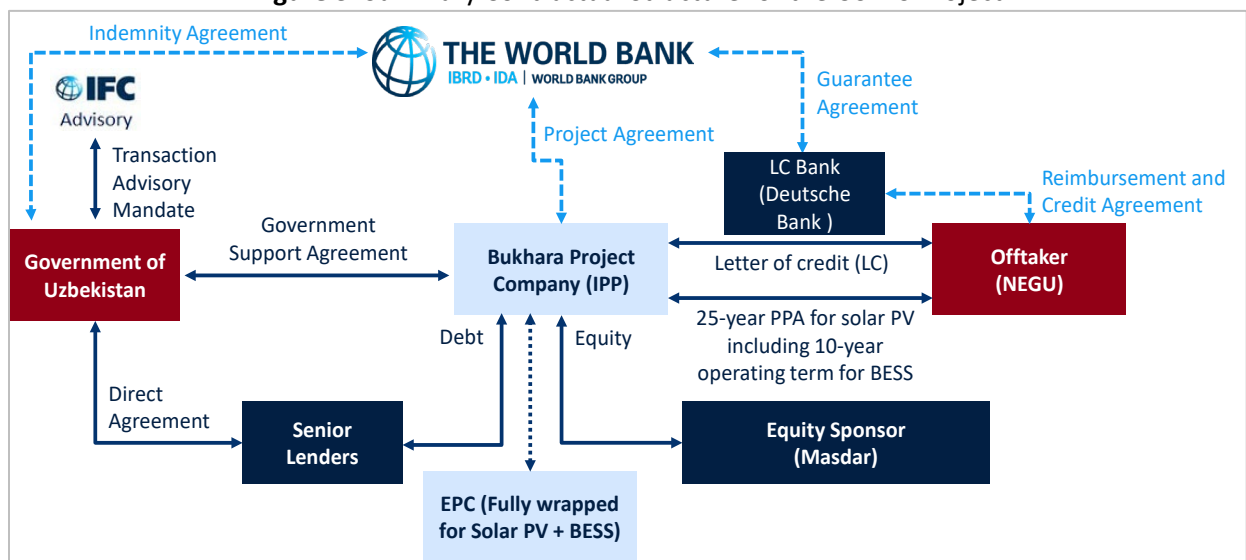 Indemnity Agreement
THE WORLD BANK
IBRD • IDA | WORLD BANK GROUP
IFC
Advisory
Guarantee
Agreement
Project Agreement
Transaction
Advisory
Mandate
LC Bank
(Deutsche
Bank )
Reimbursement and
Credit Agreement
Government
Support Agreement
Government of
Uzbekistan
Bukhara Project
Company (IPP)
Letter of credit (LC)
Offtaker
(NEGU)
25-year PPA for solar PV
including 10-year
operating term for BESS
Debt
Equity
Direct
Agreement
Senior
Lenders
Equity Sponsor
(Masdar)
EPC (Fully wrapped
for Solar PV + BESS)